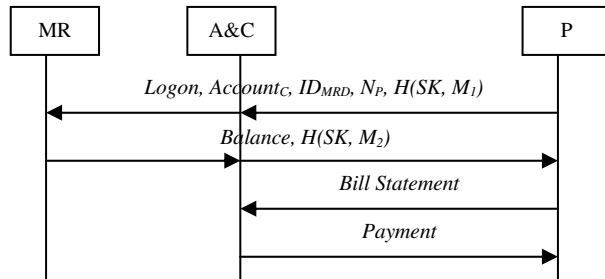 MR A&C P
Logon, Account_C, ID_MRD, N_P, H(SK, M_1)
Balance, H(SK, M_2)
Bill Statement
Payment